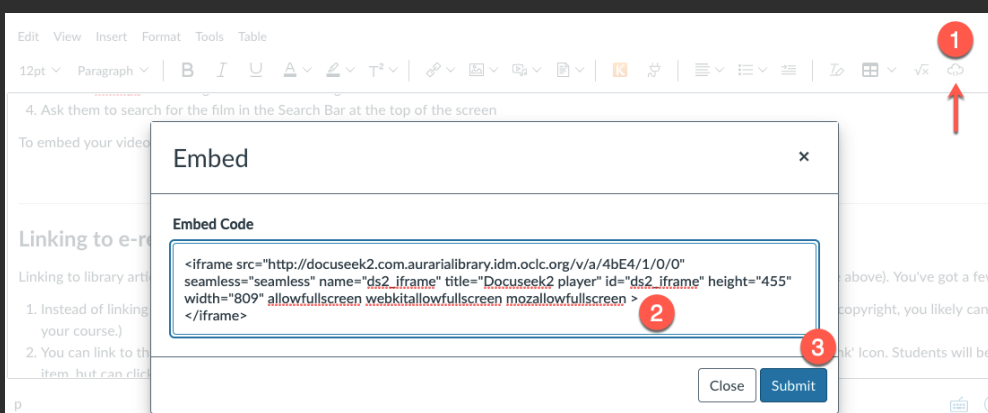 Edit View Insert Format Tools Table
1
12pt Paragraph B I U A T² K √x
4. Ask them to search for the film in the Search Bar at the top of the screen
To embed your video
Embed
×
Linking to e-re
Embed Code
<iframe src="http://docuseek2.com.aurarialibrary.idm.oclc.org/v/a/4bE4/1/0/0"
seamless="seamless" name="ds2_iframe" title="Docuseek2 player" id="ds2_iframe" height="455"
width="809" allowfullscreen webkitallowfullscreen mozallowfullscreen >
</iframe>
2
Linking to library artic above). You've got a few
1. Instead of linking copyright, you likely can
your course.)
3
2. You can link to th nk' Icon. Students will be
item, but can click
Close Submit
p